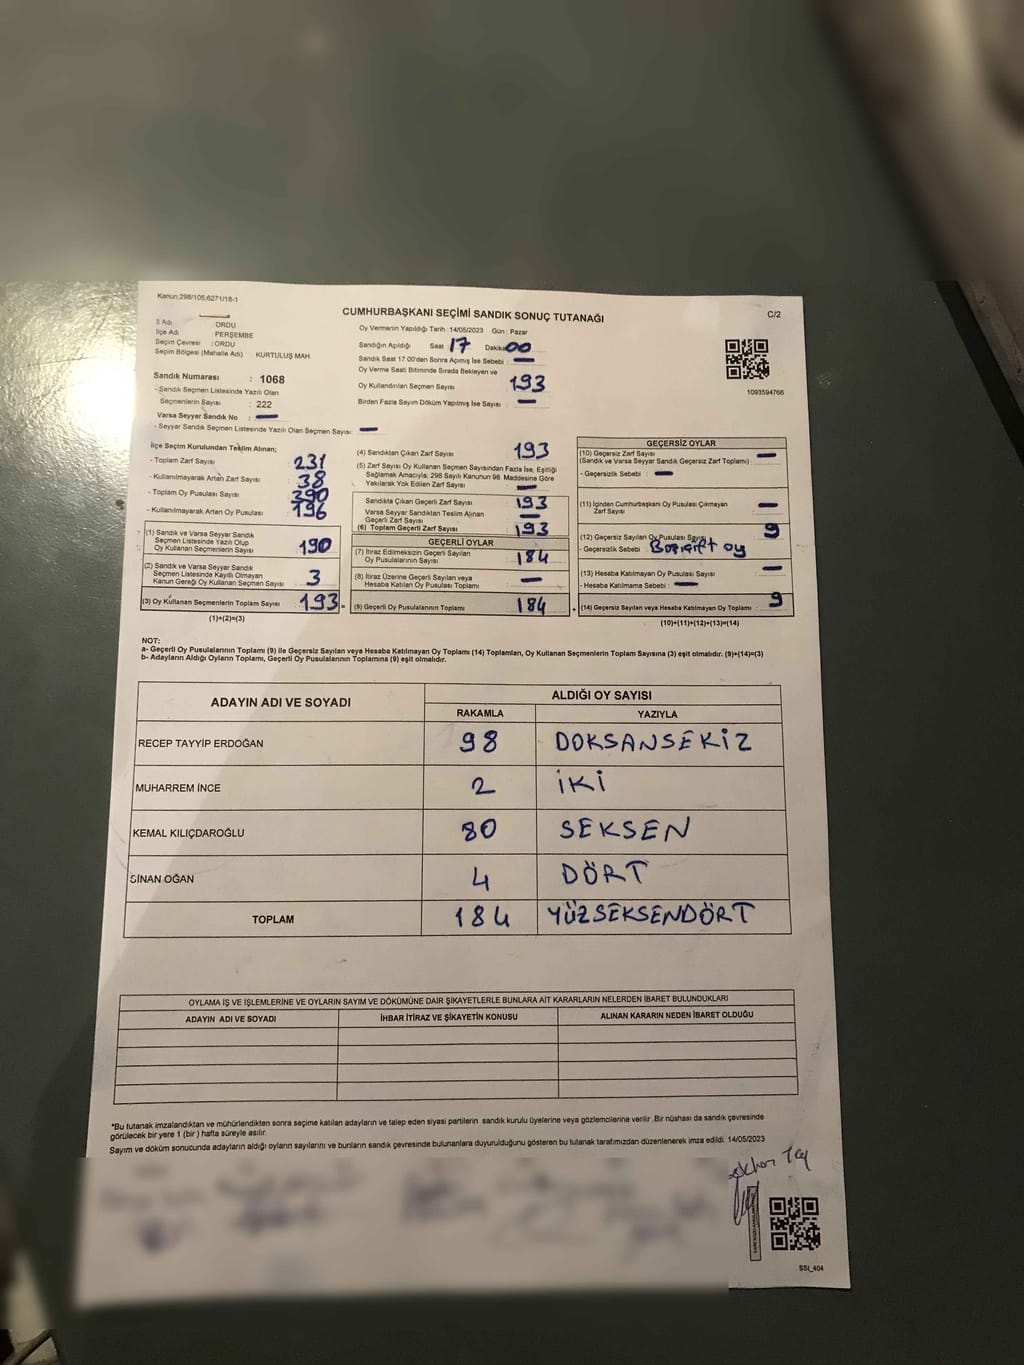 Kanun:298/105;6271/18-1
CUMHURBAŞKANI SEÇİMİ SANDIK SONUÇ TUTANAĞI
C/2
İl Adı : ORDU
İlçe Adı : PERŞEMBE
Seçim Çevresi : ORDU
Seçim Bölgesi (Mahalle Adı) : KURTULUŞ MAH
Sandık Numarası : 1068
- Sandık Seçmen Listesinde Yazılı Olan
Seçmenlerin Sayısı : 222
Varsa Seyyar Sandık No : —
- Seyyar Sandık Seçmen Listesinde Yazılı Olan Seçmen Sayısı: —
Oy Vermenin Yapıldığı Tarih :14/05/2023 Gün : Pazar
Sandığın Açıldığı Saat 17 Dakika 00
Sandık Saat 17.00'den Sonra Açmış İse Sebebi : —
Oy Verme Saati Bitiminde Sırada Bekleyen ve
Oy Kullandırılan Seçmen Sayısı 193
Birden Fazla Sayım Döküm Yapılmış İse Sayısı : —
1093594766
İlçe Seçim Kurulundan Teslim Alınan;
- Toplam Zarf Sayısı : 231
- Kullanılmayarak Artan Zarf Sayısı : 38
- Toplam Oy Pusulası Sayısı : 390
- Kullanılmayarak Artan Oy Pusulası : 196
(1) Sandık ve Varsa Seyyar Sandık
Seçmen Listesinde Yazılı Olup
Oy Kullanan Seçmenlerin Sayısı : 190
(2) Sandık ve Varsa Seyyar Sandık
Seçmen Listesinde Kayıtlı Olmayan
Kanun Gereği Oy Kullanan Seçmen Sayısı : 3
(3) Oy Kullanan Seçmenlerin Toplam Sayısı : 193 =
(1)+(2)=(3)
(4) Sandıktan Çıkan Zarf Sayısı : 193
(5) Zarf Sayısı Oy Kullanan Seçmen Sayısından Fazla İse, Eşitliği
Sağlamak Amacıyla; 298 Sayılı Kanunun 98. Maddesine Göre
Yakılarak Yok Edilen Zarf Sayısı : —
Sandıkta Çıkan Geçerli Zarf Sayısı : 193
Varsa Seyyar Sandıktan Teslim Alınan
Geçerli Zarf Sayısı : —
(6) Toplam Geçerli Zarf Sayısı : 193
GEÇERLİ OYLAR
(7) İtiraz Edilmeksizin Geçerli Sayılan
Oy Pusulalarının Sayısı : 184
(8) İtiraz Üzerine Geçerli Sayılan veya
Hesaba Katılan Oy Pusulası Toplamı : —
(9) Geçerli Oy Pusulalarının Toplamı : 184 +
GEÇERSİZ OYLAR
(10) Geçersiz Zarf Sayısı
(Sandık ve Varsa Seyyar Sandık Geçersiz Zarf Toplamı) : —
- Geçersizlik Sebebi : —
(11) İçinden Cumhurbaşkanı Oy Pusulası Çıkmayan
Zarf Sayısı : —
(12) Geçersiz Sayılan Oy Pusulası Sayısı : 9
- Geçersizlik Sebebi : oy
(13) Hesaba Katılmayan Oy Pusulası Sayısı : —
- Hesaba Katılmama Sebebi : —
(14) Geçersiz Sayılan veya Hesaba Katılmayan Oy Toplamı : 9
(10)+(11)+(12)+(13)=(14)
NOT:
a- Geçerli Oy Pusulalarının Toplamı (9) ile Geçersiz Sayılan veya Hesaba Katılmayan Oy Toplamı (14) Toplamları, Oy Kullanan Seçmenlerin Toplam Sayısına (3) eşit olmalıdır. (9)+(14)=(3)
b- Adayların Aldığı Oyların Toplamı, Geçerli Oy Pusulalarının Toplamına (9) eşit olmalıdır.
ADAYIN ADI VE SOYADI ALDIĞI OY SAYISI
RAKAMLA YAZIYLA
RECEP TAYYİP ERDOĞAN 98 DOKSANSEKİZ
MUHARREM İNCE 2 İKİ
KEMAL KILIÇDAROĞLU 80 SEKSEN
SİNAN OĞAN 4 DÖRT
TOPLAM 184 YÜZSEKSENDÖRT
OYLAMA İŞ VE İŞLEMLERİNE VE OYLARIN SAYIM VE DÖKÜMÜNE DAİR ŞİKAYETLERLE BUNLARA AİT KARARLARIN NELERDEN İBARET BULUNDUKLARI
ADAYIN ADI VE SOYADI İHBAR İTİRAZ VE ŞİKAYETİN KONUSU ALINAN KARARIN NEDEN İBARET OLDUĞU
*Bu tutanak imzalandıktan ve mühürlendikten sonra seçime katılan adayların ve talep eden siyasi partilerin sandık kurulu üyelerine veya gözlemcilerine verilir .Bir nüshası da sandık çevresinde
görülecek bir yere 1 (bir ) hafta süreyle asılır.
Sayım ve döküm sonucunda adayların aldığı oyların sayılarını ve bunların sandık çevresinde bulunanlara duyurulduğunu gösteren bu tutanak tarafımızdan düzenlenerek imza edildi. 14/05/2023
SSI_404